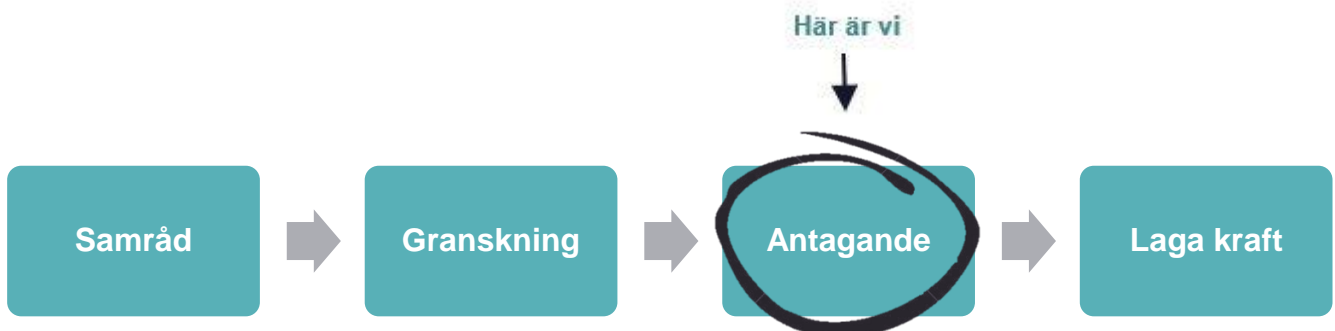 Här är vi
Samråd
Granskning
Antagande
Laga kraft